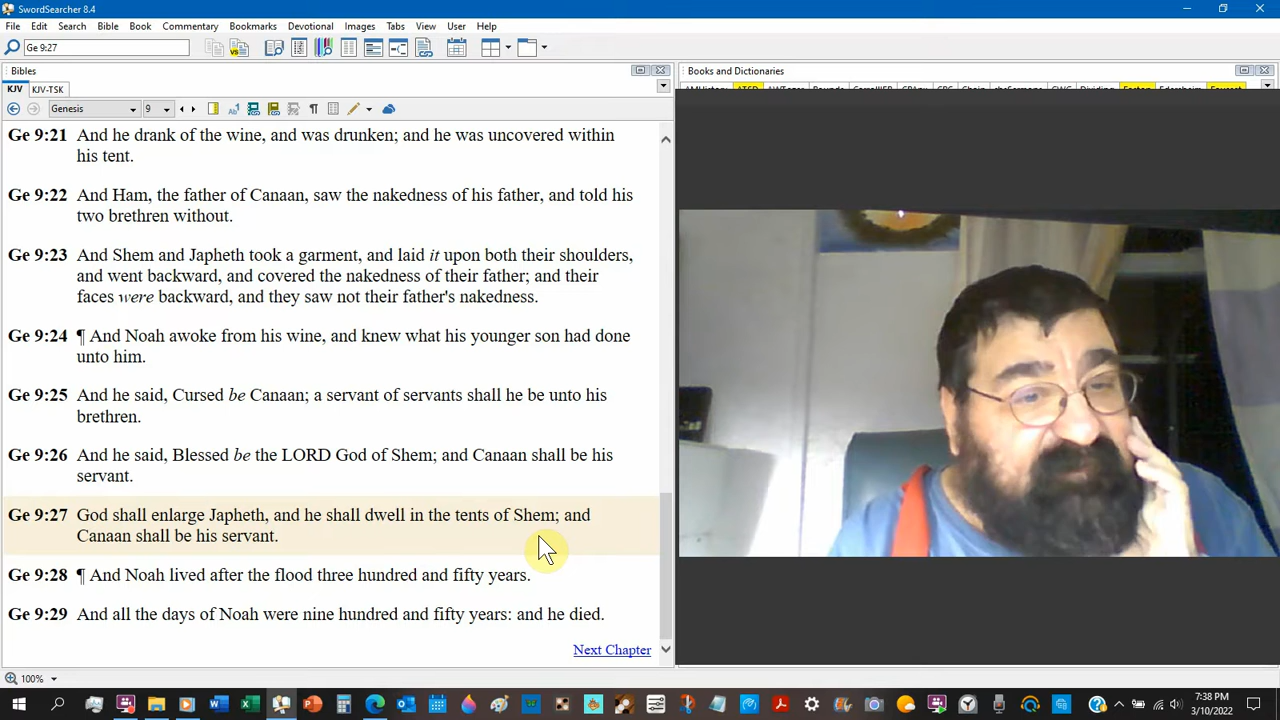 SwordSearcher 8.4
File Edit Search Bible Book Commentary Bookmarks Devotional Images Tabs View User Help
Ge 9:27
Bibles
KJV KJV-TSK
Genesis 9
Ge 9:21 And he drank of the wine, and was drunken; and he was uncovered within
his tent.
Ge 9:22 And Ham, the father of Canaan, saw the nakedness of his father, and told his
two brethren without.
Ge 9:23 And Shem and Japheth took a garment, and laid it upon both their shoulders,
and went backward, and covered the nakedness of their father; and their
faces were backward, and they saw not their father's nakedness.
Ge 9:24 ¶ And Noah awoke from his wine, and knew what his younger son had done
unto him.
Ge 9:25 And he said, Cursed be Canaan; a servant of servants shall he be unto his
brethren.
Ge 9:26 And he said, Blessed be the LORD God of Shem; and Canaan shall be his
servant.
Ge 9:27 God shall enlarge Japheth, and he shall dwell in the tents of Shem; and
Canaan shall be his servant.
Ge 9:28 ¶ And Noah lived after the flood three hundred and fifty years.
Ge 9:29 And all the days of Noah were nine hundred and fifty years: and he died.
Next Chapter
100%
Books and Dictionaries
7:38 PM
3/10/2022